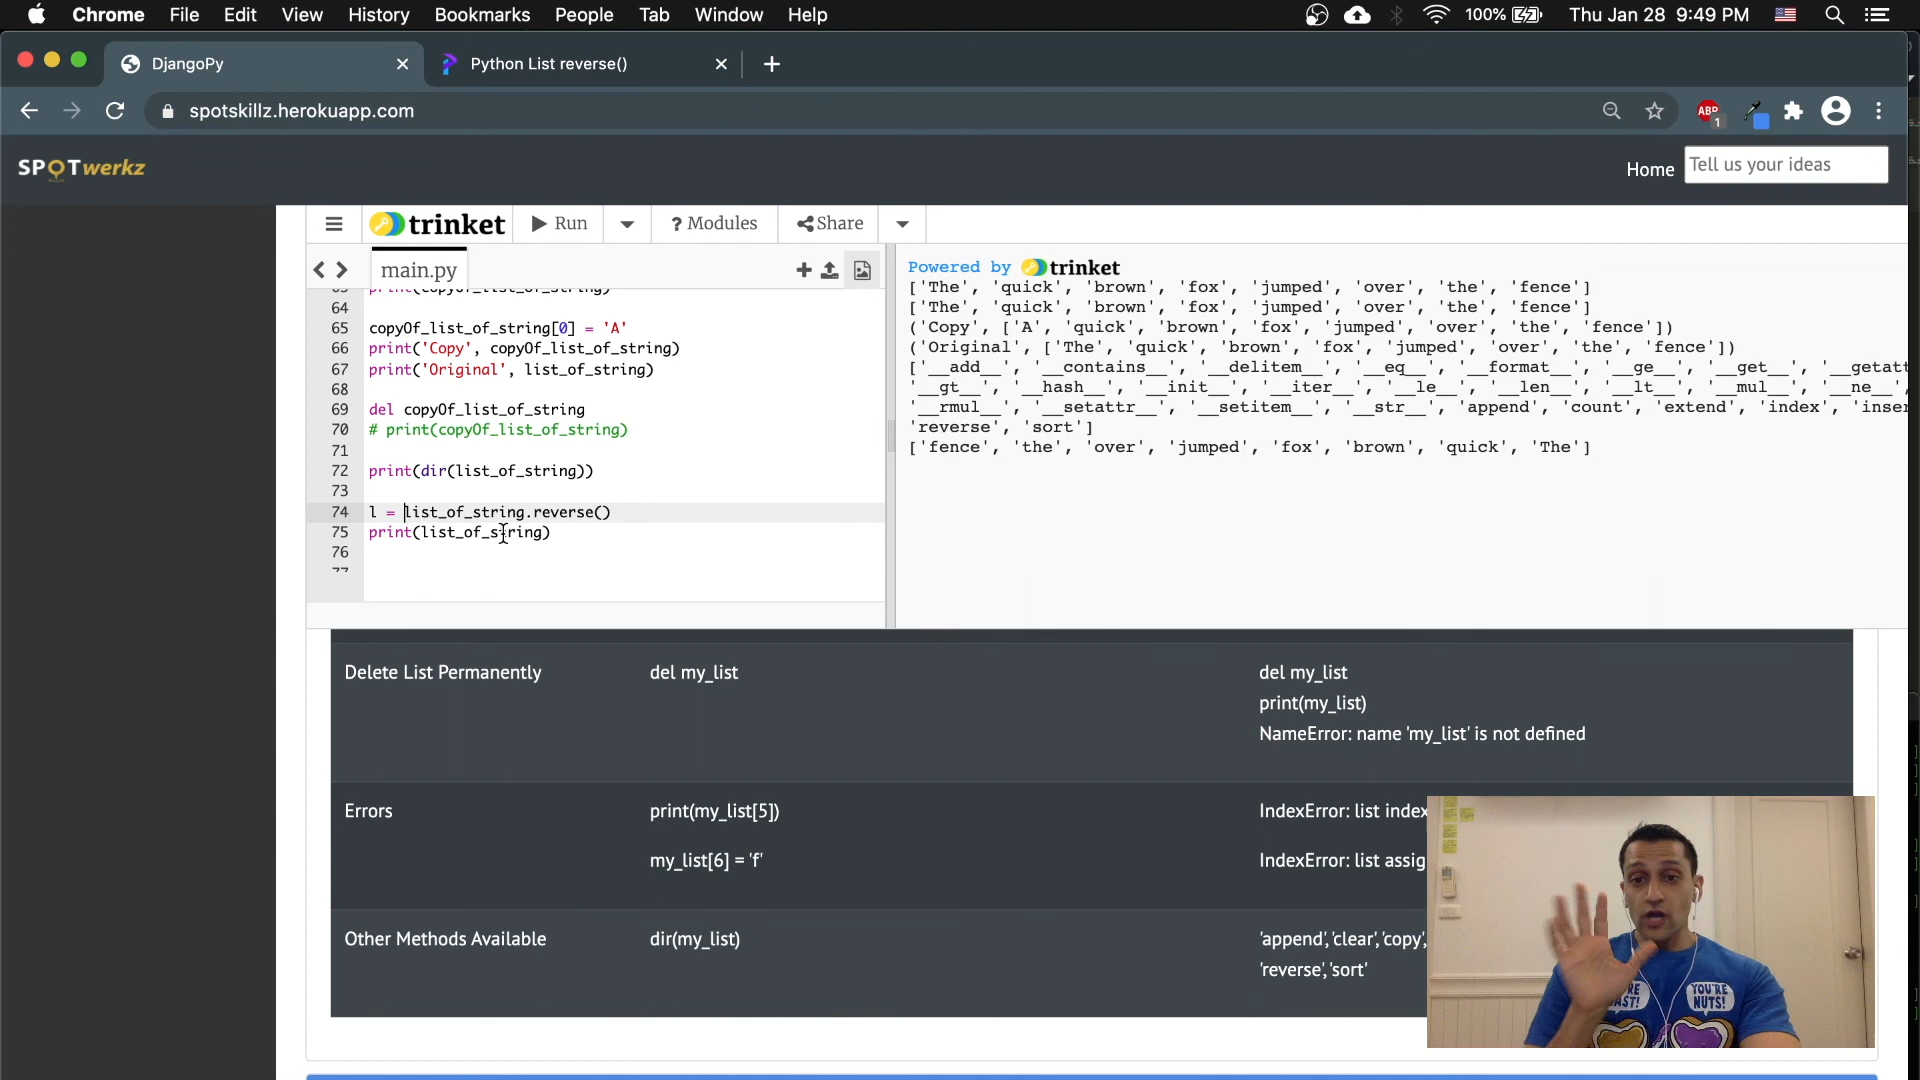 Chrome File Edit View History Bookmarks People Tab Window Help 100% Thu Jan 28 9:49 PM
DjangoPy Python List reverse()
spotskillz.herokuapp.com ABP 1
SPOTwerkz Home Tell us your ideas
trinket Run ? Modules Share
main.py
64
65 copyOf_list_of_string[0] = 'A'
66 print('Copy', copyOf_list_of_string)
67 print('Original', list_of_string)
68
69 del copyOf_list_of_string
70 # print(copyOf_list_of_string)
71
72 print(dir(list_of_string))
73
74 l = list_of_string.reverse()
75 print(list_of_string)
76
77
Powered by trinket
['The', 'quick', 'brown', 'fox', 'jumped', 'over', 'the', 'fence']
['The', 'quick', 'brown', 'fox', 'jumped', 'over', 'the', 'fence']
('Copy', ['A', 'quick', 'brown', 'fox', 'jumped', 'over', 'the', 'fence'])
('Original', ['The', 'quick', 'brown', 'fox', 'jumped', 'over', 'the', 'fence'])
['__add__', '__contains__', '__delitem__', '__eq__', '__format__', '__ge__', '__get__', '__getatt
'__gt__', '__hash__', '__init__', '__iter__', '__le__', '__len__', '__lt__', '__mul__', '__ne__',
'__rmul__', '__setattr__', '__setitem__', '__str__', 'append', 'count', 'extend', 'index', 'inser
'reverse', 'sort']
['fence', 'the', 'over', 'jumped', 'fox', 'brown', 'quick', 'The']
Delete List Permanently del my_list del my_list
print(my_list)
NameError: name 'my_list' is not defined
Errors print(my_list[5]) IndexError: list index
my_list[6] = 'f' IndexError: list assig
Other Methods Available dir(my_list) 'append','clear','copy',
'reverse','sort'
YOU'RE
NUTS!